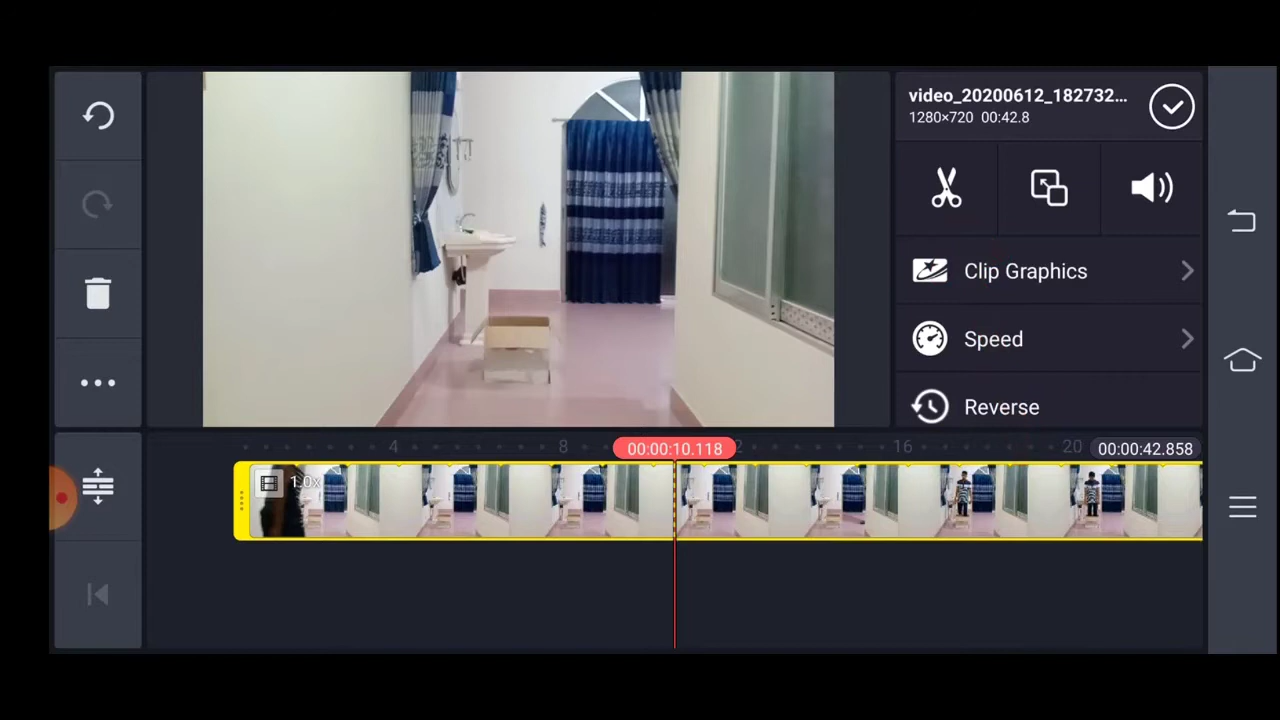 video_20200612_182732...
1280×720 00:42.8
Clip Graphics
Speed
Reverse
4
8
00:00:10.118
2
16
20
00:00:42.858
1.0x